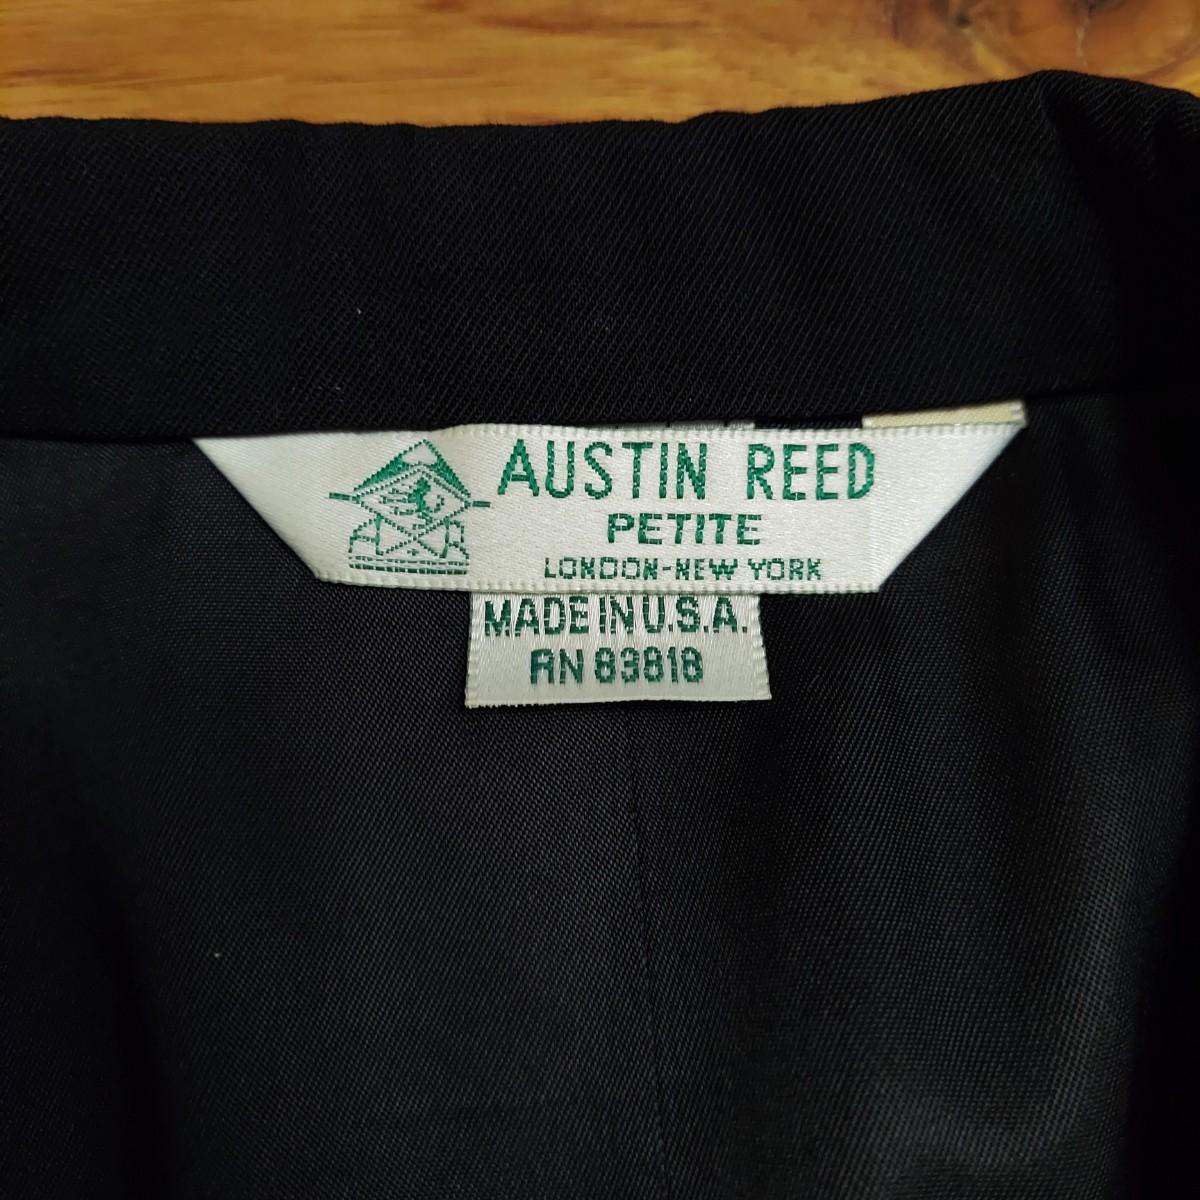 AUSTIN REED
PETITE
LONDON-NEW YORK
MADE IN U.S.A.
RN 83818